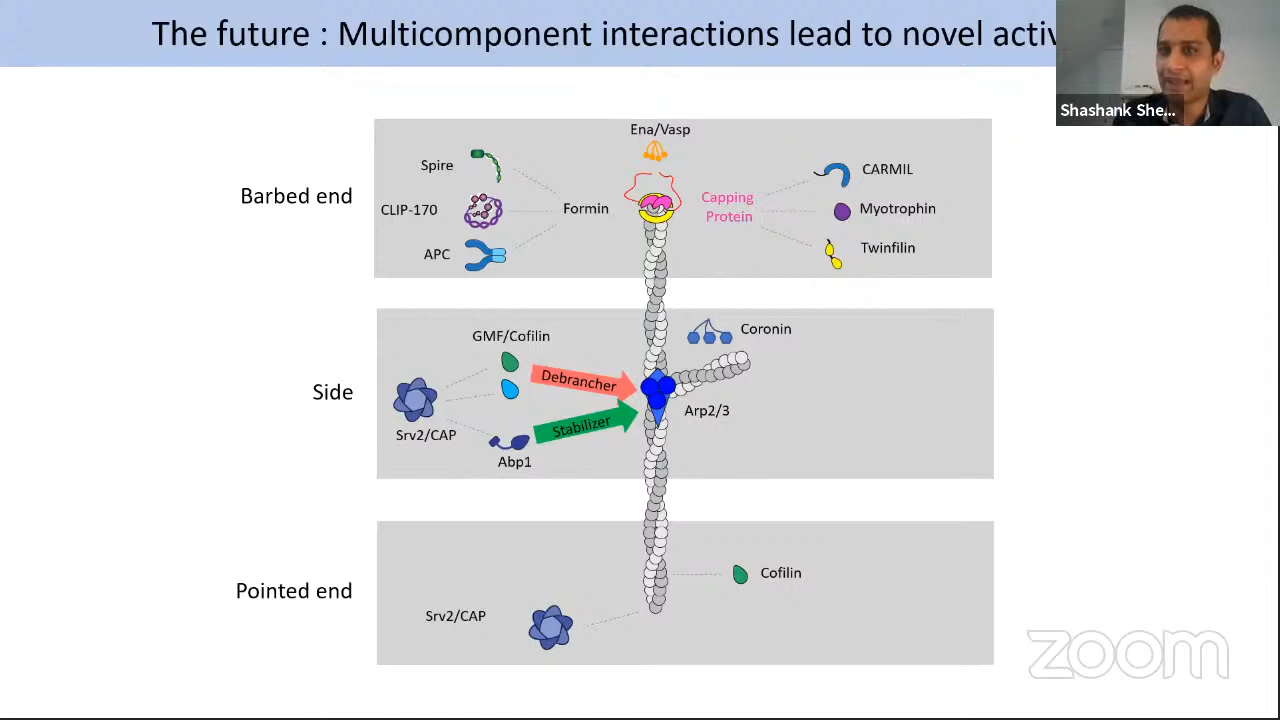 The future : Multicomponent interactions lead to novel
Shashank She...
Ena/Vasp
Spire
CARMIL
Barbed end
CLIP-170
Formin
Capping
Protein
Myotrophin
APC
Twinfilin
GMF/Cofilin
Coronin
Side
Debrancher
Arp2/3
Srv2/CAP
Stabilizer
Abp1
Pointed end
Cofilin
Srv2/CAP
zoom